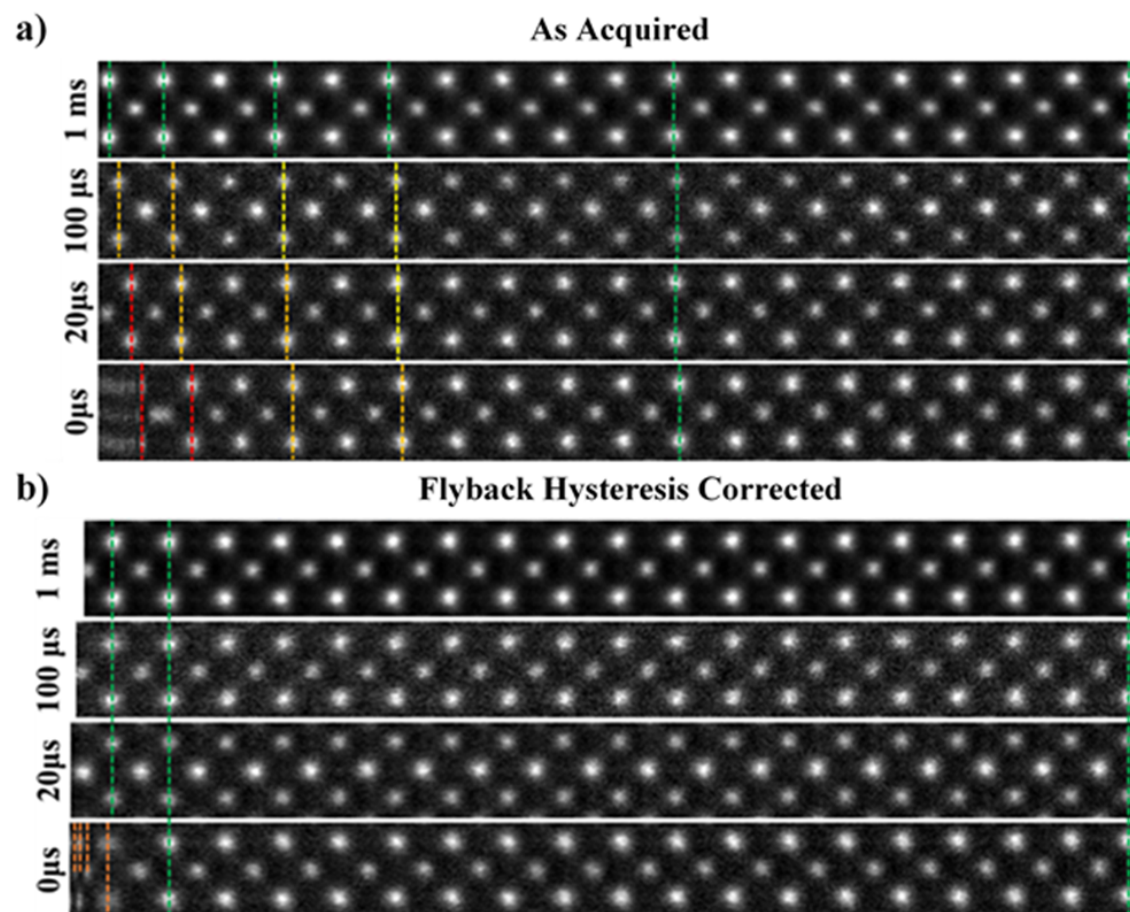 a)
As Acquired
1 ms
100 μs
20μs
0μs
b)
Flyback Hysteresis Corrected
1 ms
100 μs
20μs
0μs